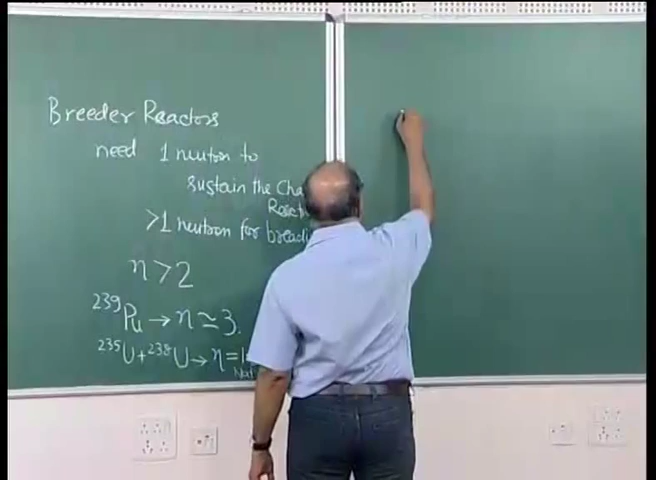 Breeder Reactors
need 1 neutron to
sustain the Cha
Reacti
>1 neutron for breedi
η > 2
²³⁹Pu → η ≃ 3.
²³⁵U + ²³⁸U → η = 1
Nat